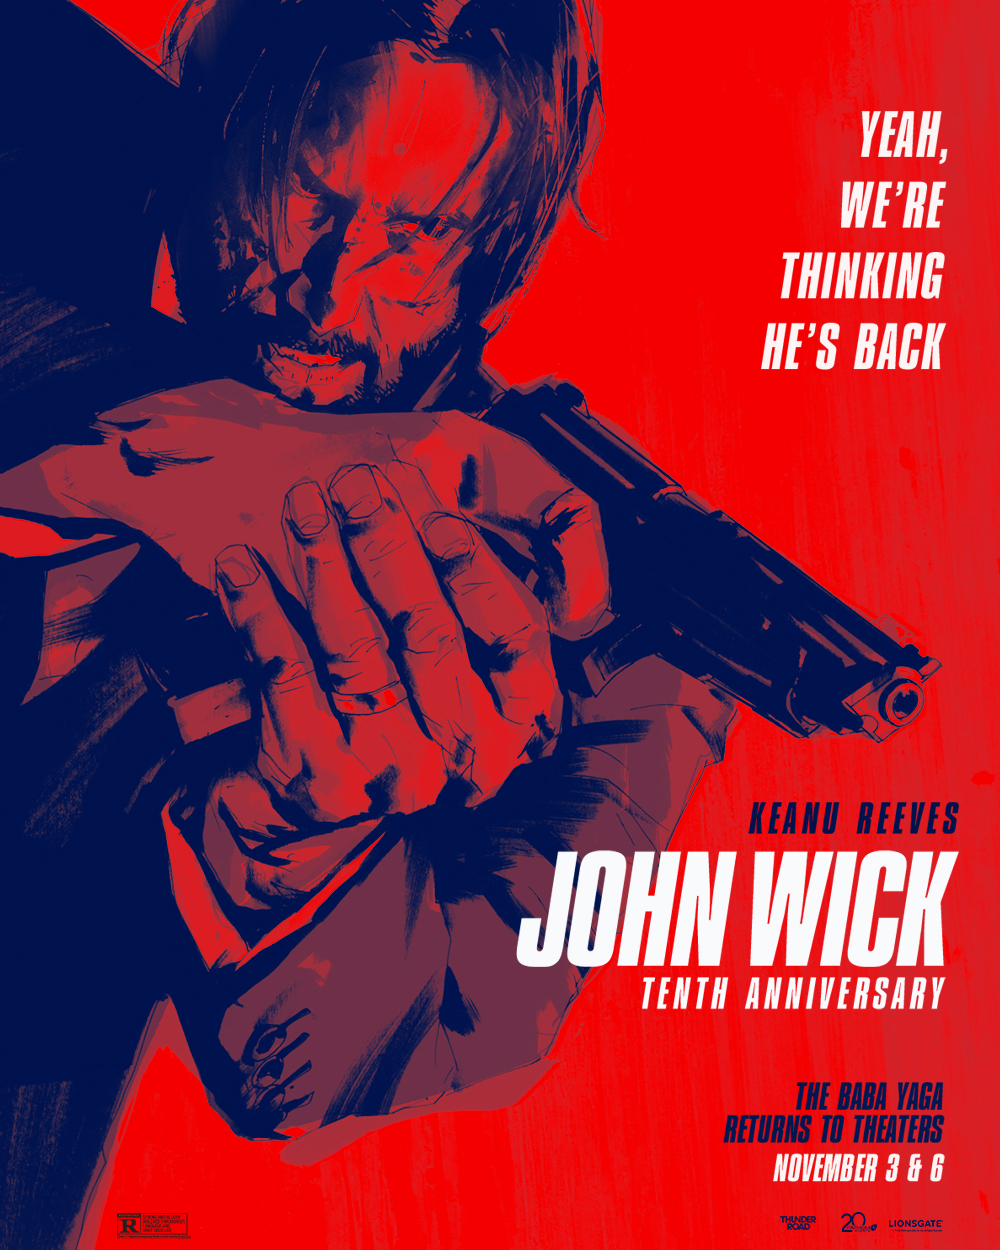 YEAH,
WE'RE
THINKING
HE'S BACK
KEANU REEVES
JOHN WICK
TENTH ANNIVERSARY
THE BABA YAGA
RETURNS TO THEATERS
NOVEMBER 3 & 6
R
THUNDER
ROAD
20
LIONSGATE